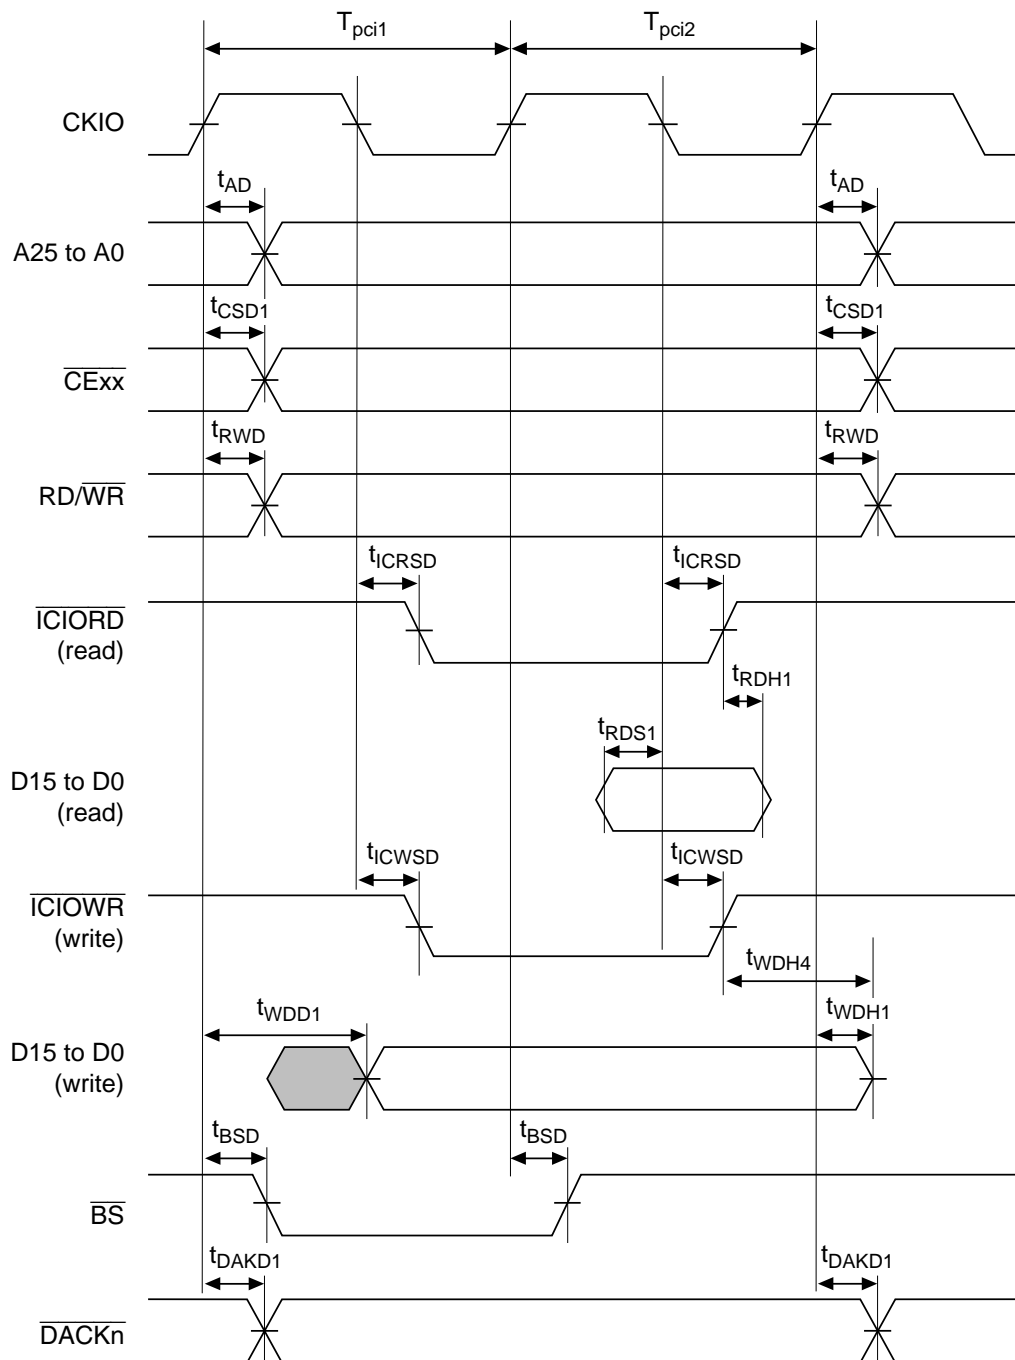 Tpci1 Tpci2
CKIO
tAD tAD
A25 to A0
tCSD1 tCSD1
CExx
tRWD tRWD
RD/WR
tICRSD tICRSD
ICIORD
(read)
tRDH1
tRDS1
D15 to D0
(read)
tICWSD tICWSD
ICIOWR
(write)
tWDH4
tWDD1 tWDH1
D15 to D0
(write)
tBSD tBSD
BS
tDAKD1 tDAKD1
DACKn